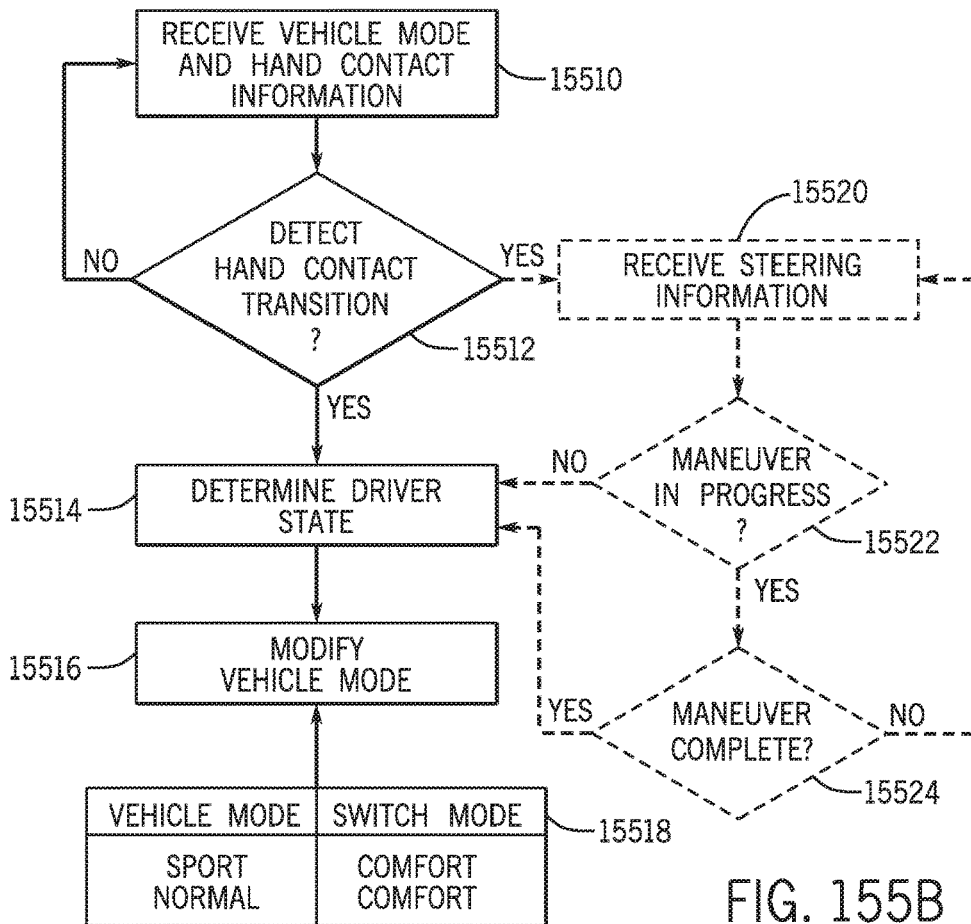 RECEIVE VEHICLE MODE
AND HAND CONTACT
INFORMATION
15510
DETECT
HAND CONTACT
TRANSITION
?
NO
YES
15512
YES
15520
RECEIVE STEERING
INFORMATION
15514
DETERMINE DRIVER
STATE
NO
MANEUVER
IN PROGRESS
?
15522
YES
15516
MODIFY
VEHICLE MODE
YES
MANEUVER
COMPLETE?
NO
15524
VEHICLE MODE SWITCH MODE
15518
SPORT COMFORT
NORMAL COMFORT
FIG. 155B